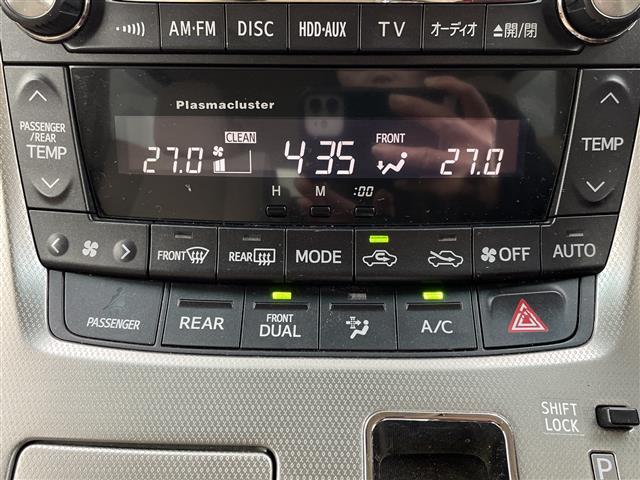 AM·FM DISC HDD·AUX TV オーディオ ▲開/閉
Plasmacluster
PASSENGER
/REAR
TEMP
TEMP
CLEAN FRONT
27.0 4:35 27.0
H M :00
FRONT REAR MODE OFF AUTO
PASSENGER REAR FRONT
DUAL A/C
SHIFT
LOCK
P